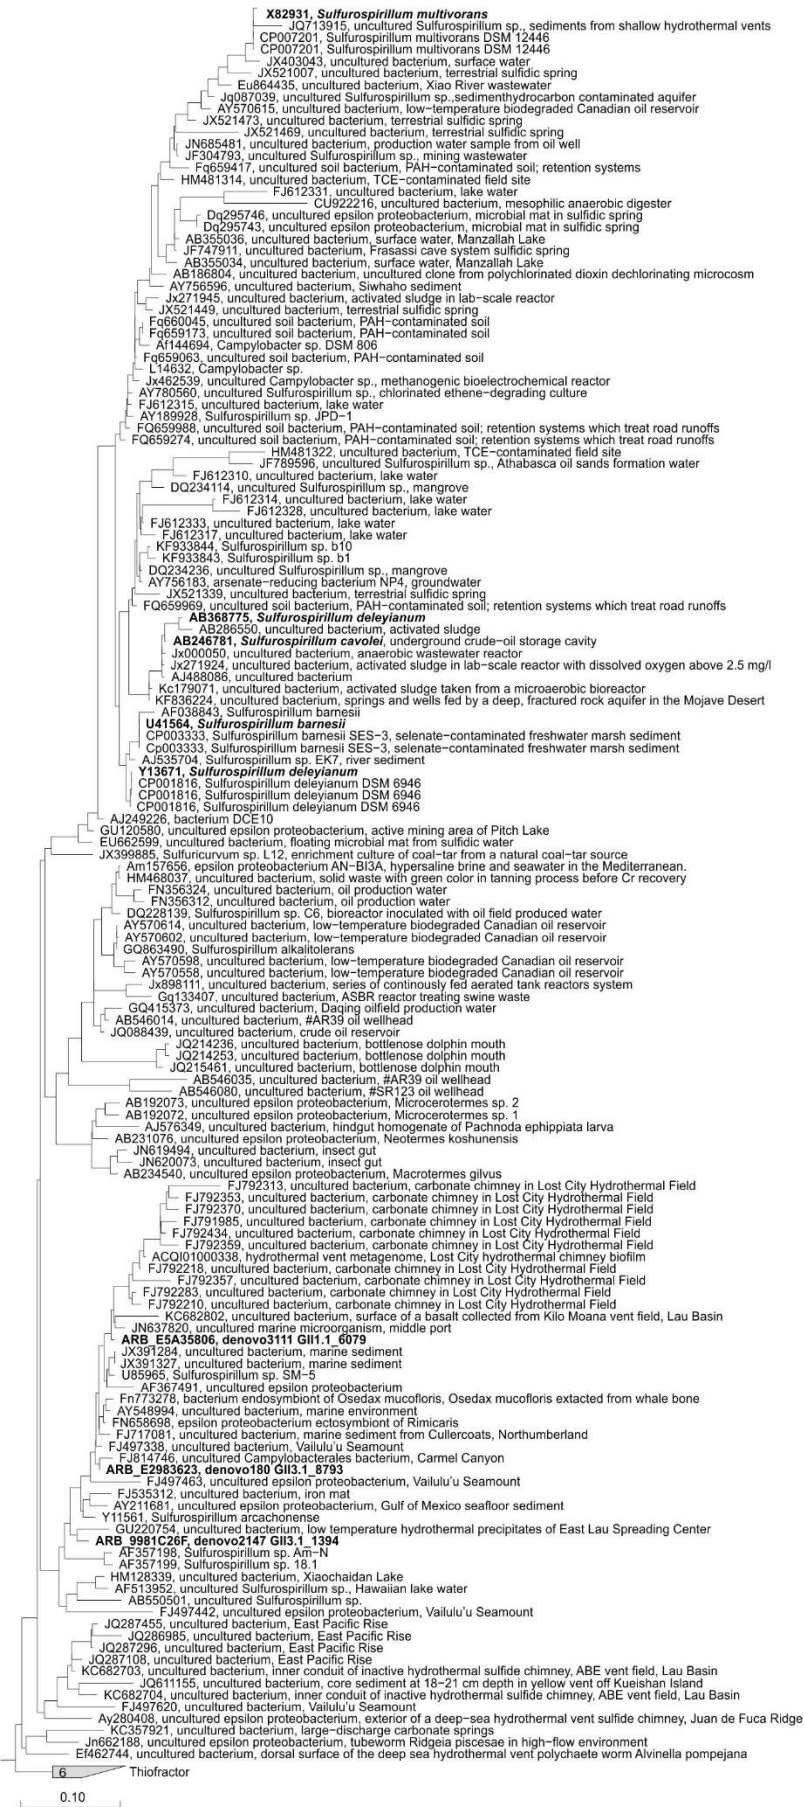 X82931, Sulfurospirillum multivorans
JQ713915, uncultured Sulfurospirillum sp., sediments from shallow hydrothermal vents
CP007201, Sulfurospirillum multivorans DSM 12446
CP007201, Sulfurospirillum multivorans DSM 12446
JX403043, uncultured bacterium, surface water
JX521007, uncultured bacterium, terrestrial sulfidic spring
Eu864435, uncultured bacterium, Xiao River wastewater
Jq087039, uncultured Sulfurospirillum sp.,sedimenthydrocarbon contaminated aquifer
AY570615, uncultured bacterium, low−temperature biodegraded Canadian oil reservoir
JX521473, uncultured bacterium, terrestrial sulfidic spring
JX521469, uncultured bacterium, terrestrial sulfidic spring
JN685481, uncultured bacterium, production water sample from oil well
JF304793, uncultured Sulfurospirillum sp., mining wastewater
Fq659417, uncultured soil bacterium, PAH−contaminated soil; retention systems
HM481314, uncultured bacterium, TCE−contaminated field site
FJ612331, uncultured bacterium, lake water
CU922216, uncultured bacterium, mesophilic anaerobic digester
Dq295746, uncultured epsilon proteobacterium, microbial mat in sulfidic spring
Dq295743, uncultured epsilon proteobacterium, microbial mat in sulfidic spring
AB355036, uncultured bacterium, surface water, Manzallah Lake
JF747911, uncultured bacterium, Frasassi cave system sulfidic spring
AB355034, uncultured bacterium, surface water, Manzallah Lake
AB186804, uncultured bacterium, uncultured clone from polychlorinated dioxin dechlorinating microcosm
AY756596, uncultured bacterium, Siwhaho sediment
Jx271945, uncultured bacterium, activated sludge in lab−scale reactor
JX521449, uncultured bacterium, terrestrial sulfidic spring
Fq660045, uncultured soil bacterium, PAH−contaminated soil
Fq659173, uncultured soil bacterium, PAH−contaminated soil
Af144694, Campylobacter sp. DSM 806
Fq659063, uncultured soil bacterium, PAH−contaminated soil
L14632, Campylobacter sp.
Jx462539, uncultured Campylobacter sp., methanogenic bioelectrochemical reactor
AY780560, uncultured Sulfurospirillum sp., chlorinated ethene−degrading culture
FJ612315, uncultured bacterium, lake water
AY189928, Sulfurospirillum sp. JPD−1
FQ659988, uncultured soil bacterium, PAH−contaminated soil; retention systems which treat road runoffs
FQ659274, uncultured soil bacterium, PAH−contaminated soil; retention systems which treat road runoffs
HM481322, uncultured bacterium, TCE−contaminated field site
JF789596, uncultured Sulfurospirillum sp., Athabasca oil sands formation water
FJ612310, uncultured bacterium, lake water
DQ234114, uncultured Sulfurospirillum sp., mangrove
FJ612314, uncultured bacterium, lake water
FJ612328, uncultured bacterium, lake water
FJ612333, uncultured bacterium, lake water
FJ612317, uncultured bacterium, lake water
KF933844, Sulfurospirillum sp. b10
KF933843, Sulfurospirillum sp. b1
DQ234236, uncultured Sulfurospirillum sp., mangrove
AY756183, arsenate−reducing bacterium NP4, groundwater
JX521339, uncultured bacterium, terrestrial sulfidic spring
FQ659969, uncultured soil bacterium, PAH−contaminated soil; retention systems which treat road runoffs
AB368775, Sulfurospirillum deleyianum
AB286550, uncultured bacterium, activated sludge
AB246781, Sulfurospirillum cavolei, underground crude−oil storage cavity
Jx000050, uncultured bacterium, anaerobic wastewater reactor
Jx271924, uncultured bacterium, activated sludge in lab−scale reactor with dissolved oxygen above 2.5 mg/l
AJ488086, uncultured bacterium
Kc179071, uncultured bacterium, activated sludge taken from a microaerobic bioreactor
KF836224, uncultured bacterium, springs and wells fed by a deep, fractured rock aquifer in the Mojave Desert
AF038843, Sulfurospirillum barnesii
U41564, Sulfurospirillum barnesii
CP003333, Sulfurospirillum barnesii SES−3, selenate−contaminated freshwater marsh sediment
Cp003333, Sulfurospirillum barnesii SES−3, selenate−contaminated freshwater marsh sediment
AJ535704, Sulfurospirillum sp. EK7, river sediment
Y13671, Sulfurospirillum deleyianum
CP001816, Sulfurospirillum deleyianum DSM 6946
CP001816, Sulfurospirillum deleyianum DSM 6946
CP001816, Sulfurospirillum deleyianum DSM 6946
AJ249226, bacterium DCE10
GU120580, uncultured epsilon proteobacterium, active mining area of Pitch Lake
EU662599, uncultured bacterium, floating microbial mat from sulfidic water
JX399885, Sulfuricurvum sp. L12, enrichment culture of coal−tar from a natural coal−tar source
Am157656, epsilon proteobacterium AN−BI3A, hypersaline brine and seawater in the Mediterranean.
HM468037, uncultured bacterium, solid waste with green color in tanning process before Cr recovery
FN356324, uncultured bacterium, oil production water
FN356312, uncultured bacterium, oil production water
DQ228139, Sulfurospirillum sp. C6, bioreactor inoculated with oil field produced water
AY570614, uncultured bacterium, low−temperature biodegraded Canadian oil reservoir
AY570602, uncultured bacterium, low−temperature biodegraded Canadian oil reservoir
GQ863490, Sulfurospirillum alkalitolerans
AY570598, uncultured bacterium, low−temperature biodegraded Canadian oil reservoir
AY570558, uncultured bacterium, low−temperature biodegraded Canadian oil reservoir
Jx898111, uncultured bacterium, series of continously fed aerated tank reactors system
Gq133407, uncultured bacterium, ASBR reactor treating swine waste
GQ415373, uncultured bacterium, Daqing oilfield production water
AB546014, uncultured bacterium, #AR39 oil wellhead
JQ088439, uncultured bacterium, crude oil reservoir
JQ214236, uncultured bacterium, bottlenose dolphin mouth
JQ214253, uncultured bacterium, bottlenose dolphin mouth
JQ215461, uncultured bacterium, bottlenose dolphin mouth
AB546035, uncultured bacterium, #AR39 oil wellhead
AB546080, uncultured bacterium, #SR123 oil wellhead
AB192073, uncultured epsilon proteobacterium, Microcerotermes sp. 2
AB192072, uncultured epsilon proteobacterium, Microcerotermes sp. 1
AJ576349, uncultured bacterium, hindgut homogenate of Pachnoda ephippiata larva
AB231076, uncultured epsilon proteobacterium, Neotermes koshunensis
JN619494, uncultured bacterium, insect gut
JN620073, uncultured bacterium, insect gut
AB234540, uncultured epsilon proteobacterium, Macrotermes gilvus
FJ792313, uncultured bacterium, carbonate chimney in Lost City Hydrothermal Field
FJ792353, uncultured bacterium, carbonate chimney in Lost City Hydrothermal Field
FJ792370, uncultured bacterium, carbonate chimney in Lost City Hydrothermal Field
FJ791985, uncultured bacterium, carbonate chimney in Lost City Hydrothermal Field
FJ792434, uncultured bacterium, carbonate chimney in Lost City Hydrothermal Field
FJ792359, uncultured bacterium, carbonate chimney in Lost City Hydrothermal Field
ACQI01000338, hydrothermal vent metagenome, Lost City hydrothermal chimney biofilm
FJ792218, uncultured bacterium, carbonate chimney in Lost City Hydrothermal Field
FJ792357, uncultured bacterium, carbonate chimney in Lost City Hydrothermal Field
FJ792283, uncultured bacterium, carbonate chimney in Lost City Hydrothermal Field
FJ792210, uncultured bacterium, carbonate chimney in Lost City Hydrothermal Field
KC682802, uncultured bacterium, surface of a basalt collected from Kilo Moana vent field, Lau Basin
JN637820, uncultured marine microorganism, middle port
ARB_E5A35806, denovo3111 GII1.1_6079
JX391284, uncultured bacterium, marine sediment
JX391327, uncultured bacterium, marine sediment
U85965, Sulfurospirillum sp. SM−5
AF367491, uncultured epsilon proteobacterium
Fn773278, bacterium endosymbiont of Osedax mucofloris, Osedax mucofloris extacted from whale bone
AY548994, uncultured bacterium, marine environment
FN658698, epsilon proteobacterium ectosymbiont of Rimicaris
FJ717081, uncultured bacterium, marine sediment from Cullercoats, Northumberland
FJ497338, uncultured bacterium, Vailulu'u Seamount
FJ814746, uncultured Campylobacterales bacterium, Carmel Canyon
ARB_E2983623, denovo180 GII3.1_8793
FJ497463, uncultured epsilon proteobacterium, Vailulu'u Seamount
FJ535312, uncultured bacterium, iron mat
AY211681, uncultured epsilon proteobacterium, Gulf of Mexico seafloor sediment
Y11561, Sulfurospirillum arcachonense
GU220754, uncultured bacterium, low temperature hydrothermal precipitates of East Lau Spreading Center
ARB_9981C26F, denovo2147 GII3.1_1394
AF357198, Sulfurospirillum sp. Am−N
AF357199, Sulfurospirillum sp. 18.1
HM128339, uncultured bacterium, Xiaochaidan Lake
AF513952, uncultured Sulfurospirillum sp., Hawaiian lake water
AB550501, uncultured Sulfurospirillum sp.
FJ497442, uncultured epsilon proteobacterium, Vailulu'u Seamount
JQ287455, uncultured bacterium, East Pacific Rise
JQ286985, uncultured bacterium, East Pacific Rise
JQ287296, uncultured bacterium, East Pacific Rise
JQ287108, uncultured bacterium, East Pacific Rise
KC682703, uncultured bacterium, inner conduit of inactive hydrothermal sulfide chimney, ABE vent field, Lau Basin
JQ611155, uncultured bacterium, core sediment at 18−21 cm depth in yellow vent off Kueishan Island
KC682704, uncultured bacterium, inner conduit of inactive hydrothermal sulfide chimney, ABE vent field, Lau Basin
FJ497620, uncultured bacterium, Vailulu'u Seamount
Ay280408, uncultured epsilon proteobacterium, exterior of a deep−sea hydrothermal vent sulfide chimney, Juan de Fuca Ridge
KC357921, uncultured bacterium, large−discharge carbonate springs
Jn662188, uncultured epsilon proteobacterium, tubeworm Ridgeia piscesae in high−flow environment
Ef462744, uncultured bacterium, dorsal surface of the deep sea hydrothermal vent polychaete worm Alvinella pompejana
6 Thiofractor
0.10